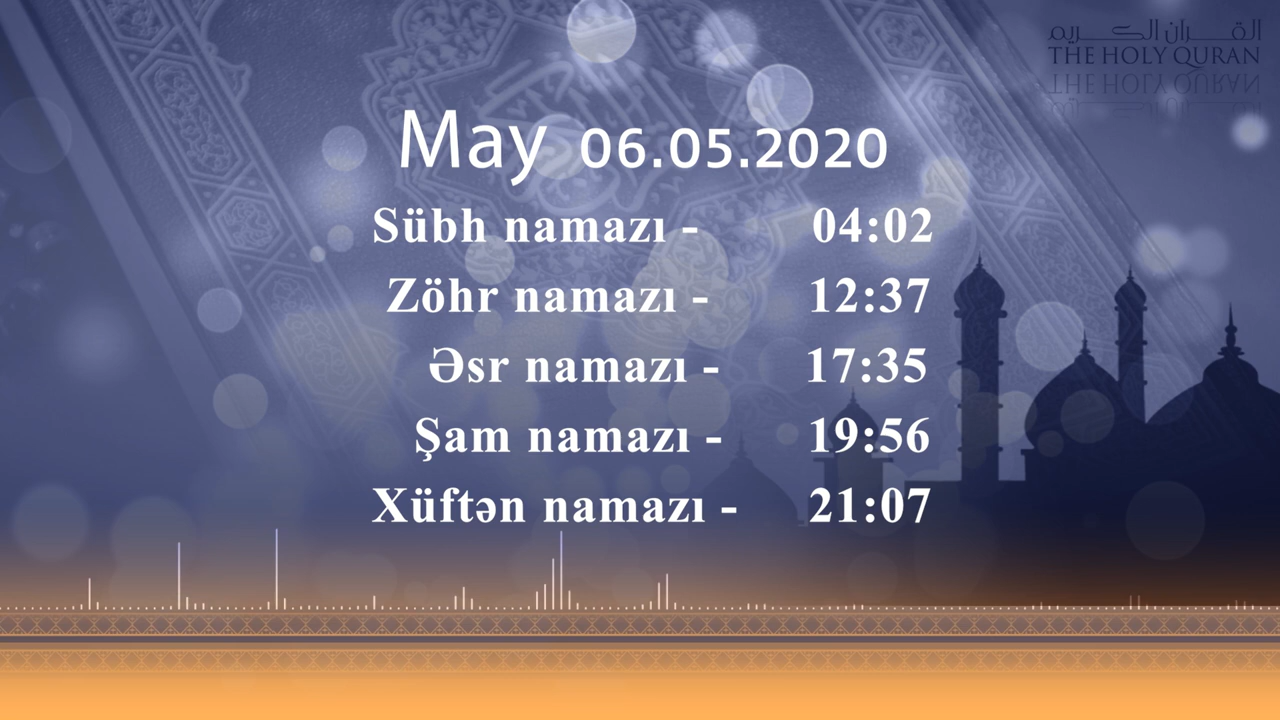 القرآن الكريم
THE HOLY QURAN
May 06.05.2020
Sübh namazı - 04:02
Zöhr namazı - 12:37
Əsr namazı - 17:35
Şam namazı - 19:56
Xüftən namazı - 21:07